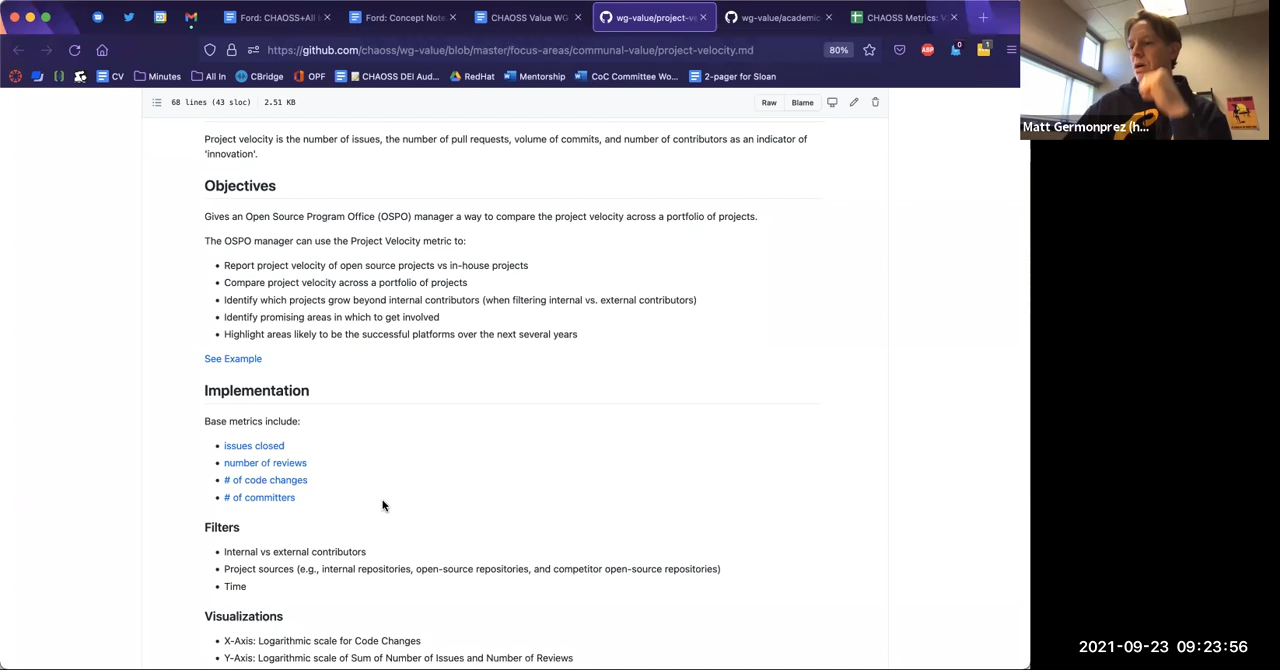 Ford: CHAOSS+All
Ford: Concept Note
CHAOSS Value WG
wg-value/project-ve
wg-value/academic
CHAOSS Metrics: V
https://github.com/chaoss/wg-value/blob/master/focus-areas/communal-value/project-velocity.md
80%
CV
Minutes
All In
CBridge
OPF
CHAOSS DEI Aud...
RedHat
Mentorship
CoC Committee Wo...
2-pager for Sloan
Matt Germonprez (h...
68 lines (43 sloc)
2.51 KB
Raw
Blame
Project velocity is the number of issues, the number of pull requests, volume of commits, and number of contributors as an indicator of
'innovation'.
Objectives
Gives an Open Source Program Office (OSPO) manager a way to compare the project velocity across a portfolio of projects.
The OSPO manager can use the Project Velocity metric to:
• Report project velocity of open source projects vs in-house projects
• Compare project velocity across a portfolio of projects
• Identify which projects grow beyond internal contributors (when filtering internal vs. external contributors)
• Identify promising areas in which to get involved
• Highlight areas likely to be the successful platforms over the next several years
See Example
Implementation
Base metrics include:
• issues closed
• number of reviews
• # of code changes
• # of committers
Filters
• Internal vs external contributors
• Project sources (e.g., internal repositories, open-source repositories, and competitor open-source repositories)
• Time
Visualizations
• X-Axis: Logarithmic scale for Code Changes
• Y-Axis: Logarithmic scale of Sum of Number of Issues and Number of Reviews
2021-09-23 09:23:56